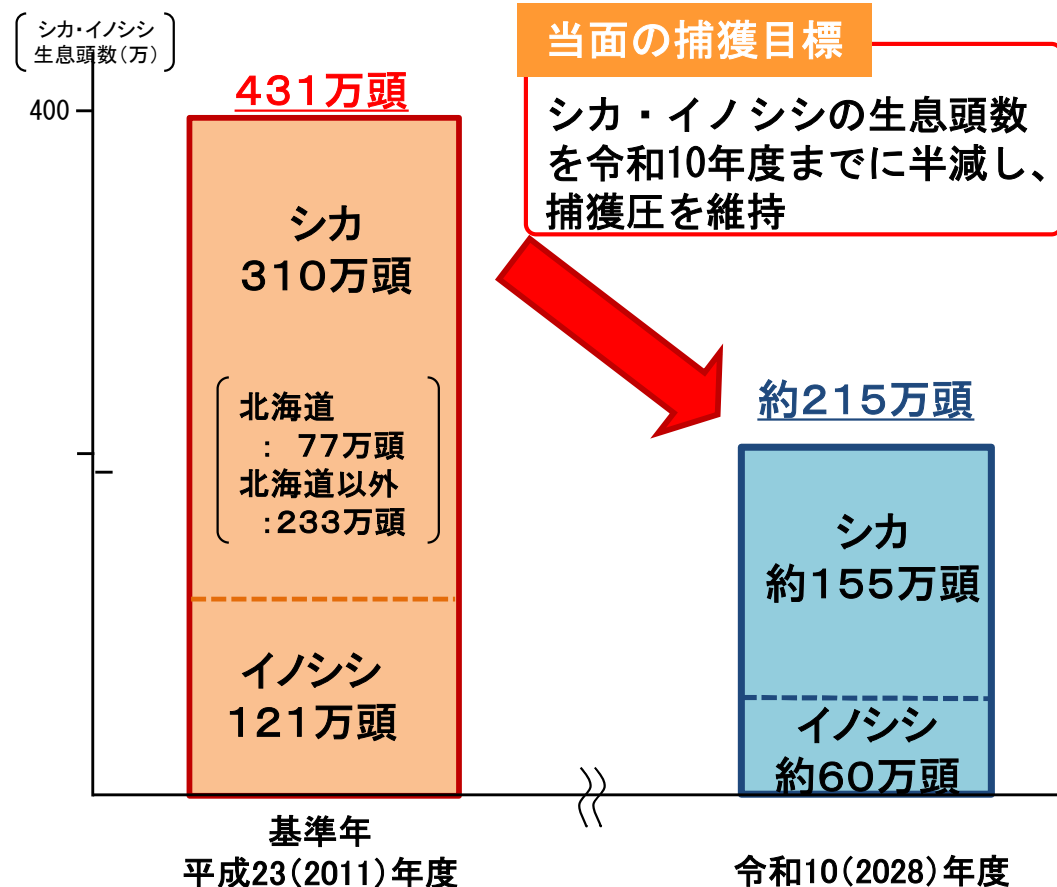 シカ・イノシシ
生息頭数(万)
400
431万頭
シカ
310万頭
北海道
: 77万頭
北海道以外
:233万頭
イノシシ
121万頭
基準年
平成23(2011)年度
当面の捕獲目標
シカ・イノシシの生息頭数
を令和10年度までに半減し、
捕獲圧を維持
約215万頭
シカ
約155万頭
イノシシ
約60万頭
令和10(2028)年度